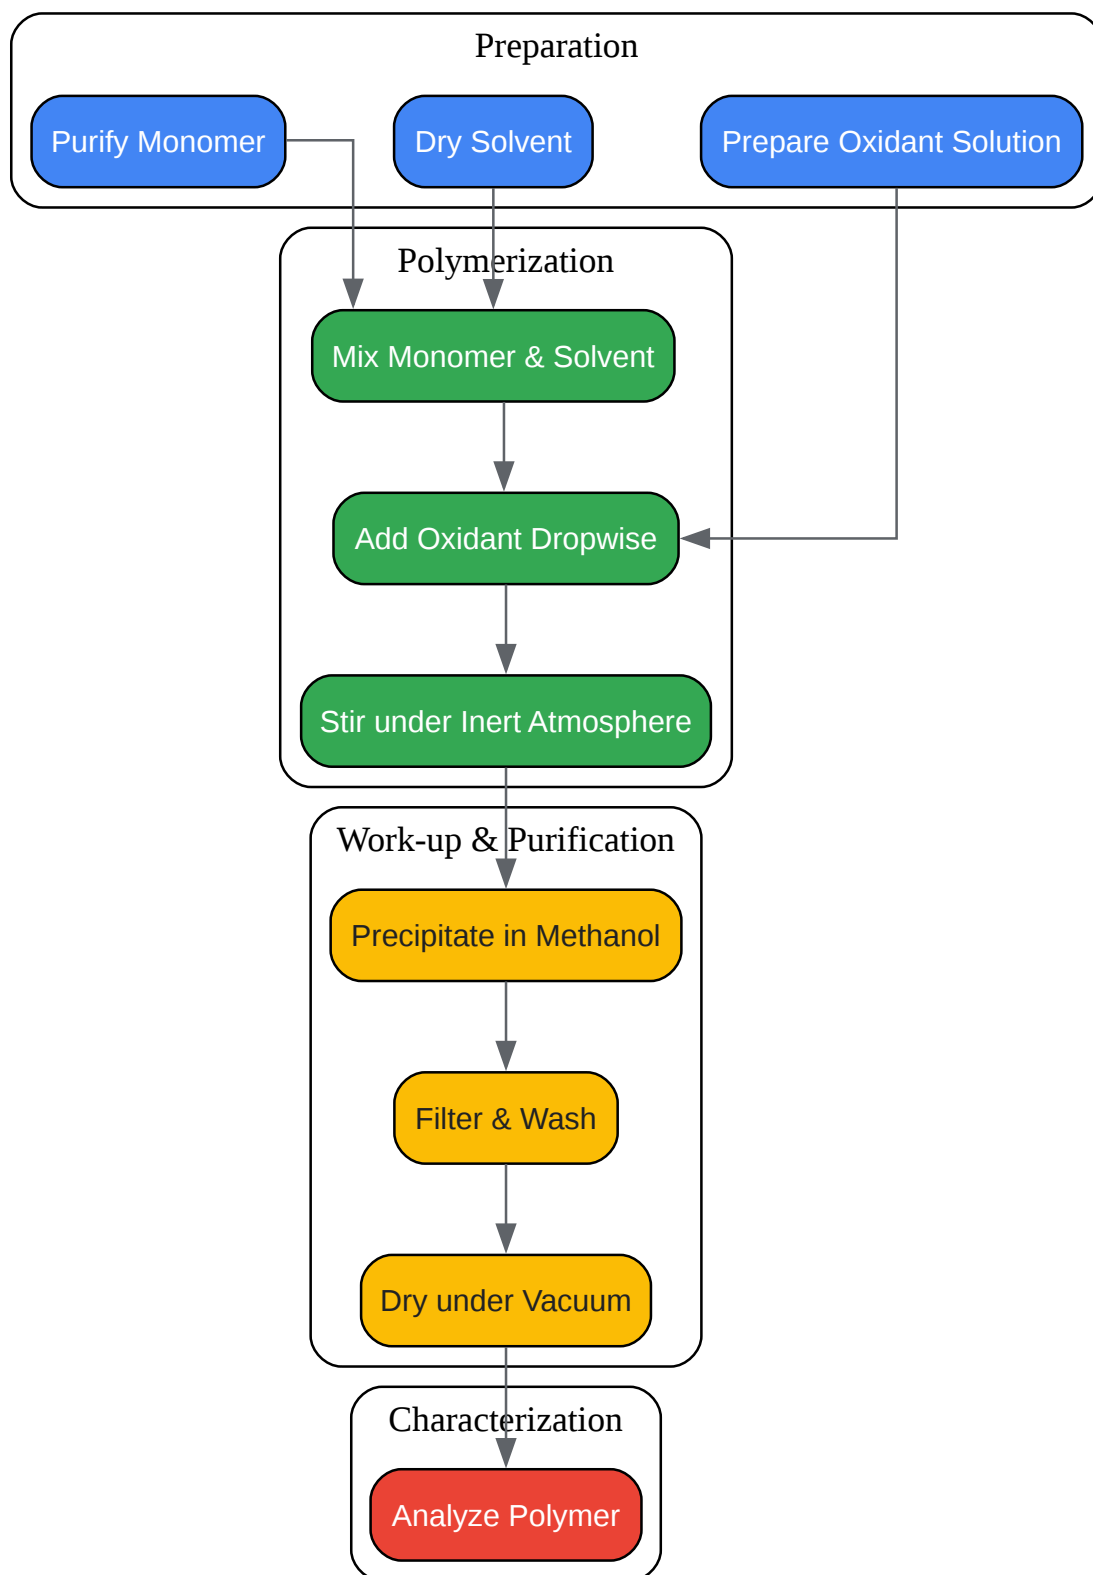 Preparation
Purify Monomer
Dry Solvent
Prepare Oxidant Solution
Polymerization
Mix Monomer & Solvent
Add Oxidant Dropwise
Stir under Inert Atmosphere
Work-up & Purification
Precipitate in Methanol
Filter & Wash
Dry under Vacuum
Characterization
Analyze Polymer